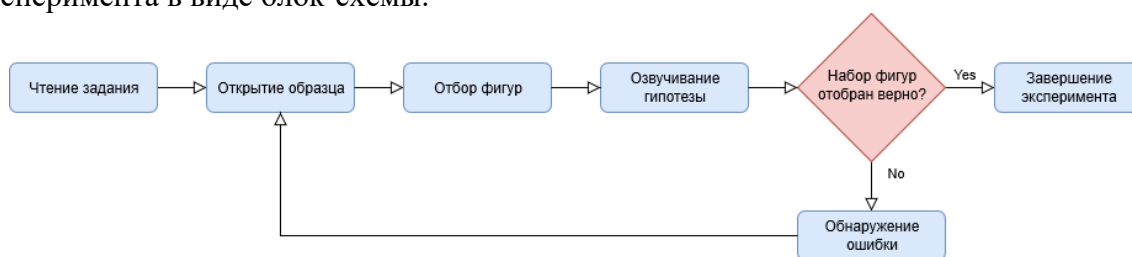 сперимента в виде блок-схемы.
Чтение задания
Открытие образца
Отбор фигур
Озвучивание
гипотезы
Набор фигур
отобран верно?
Yes
Завершение
эксперимента
No
Обнаружение
ошибки